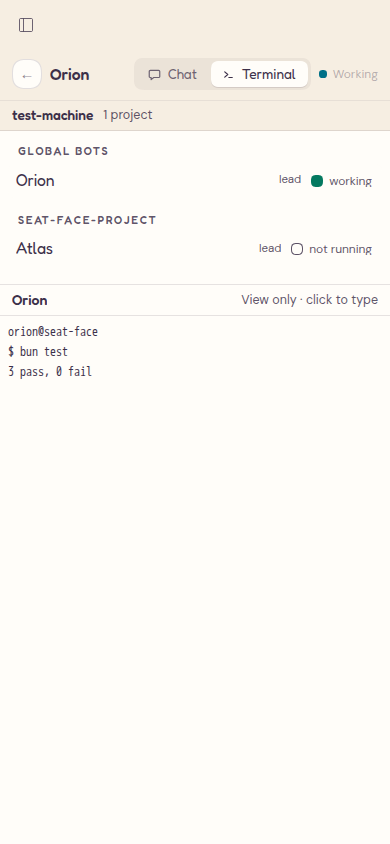 ← Orion Chat Terminal Working
test-machine 1 project
GLOBAL BOTS
Orion lead working
SEAT-FACE-PROJECT
Atlas lead not running
Orion View only · click to type
orion@seat-face
$ bun test
3 pass, 0 fail